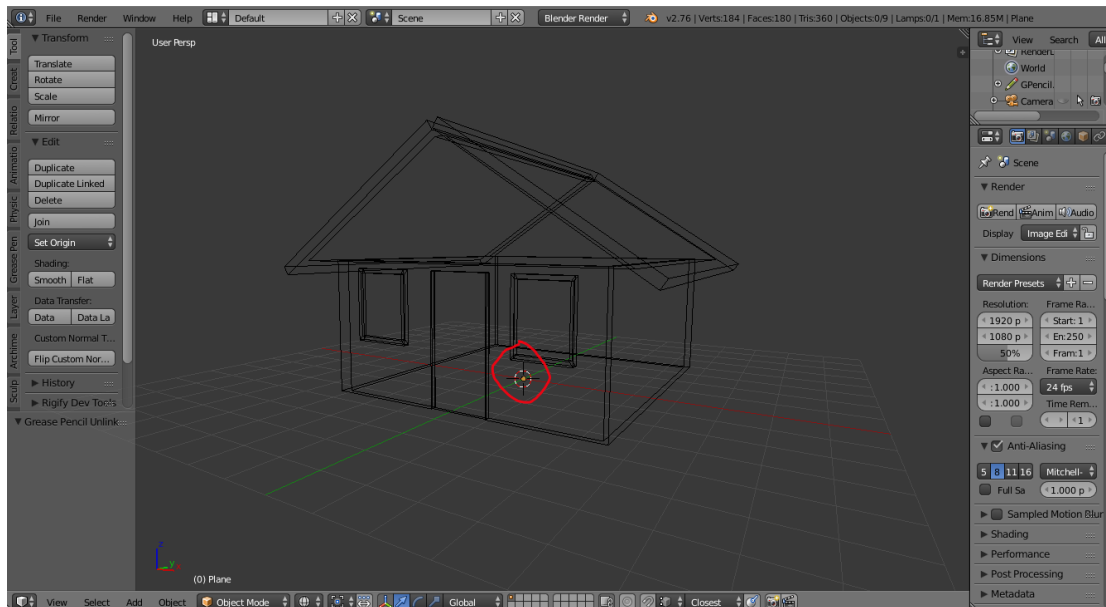 File Render Window Help Default Scene Blender Render v2.76 | Verts:184 | Faces:180 | Tris:360 | Objects:0/9 | Lamps:0/1 | Mem:16.85M | Plane
Tool
Creat
Relatio
Animatio
Physic
Grease Pen
Layer
Archime
Sculp
Transform
Translate
Rotate
Scale
Mirror
Edit
Duplicate
Duplicate Linked
Delete
Join
Set Origin
Shading:
Smooth Flat
Data Transfer:
Data Data La
Custom Normal T...
Flip Custom Nor...
History
Rigify Dev Tools
Grease Pencil Unlink
User Persp
z
y
(0) Plane
View Select Add Object Object Mode Global Closest
View Search All
RenderL
World
GPencil.
Camera
Scene
Render
Rend Anim Audio
Display Image Edi
Dimensions
Render Presets
Resolution: Frame Ra...
1920 p Start: 1
1080 p En:250
50% Fram:1
Aspect Ra... Frame Rate:
:1.000 24 fps
:1.000 Time Rem...
1
Anti-Aliasing
5 8 11 16 Mitchell-
Full Sa 1.000 p
Sampled Motion Blur
Shading
Performance
Post Processing
Metadata